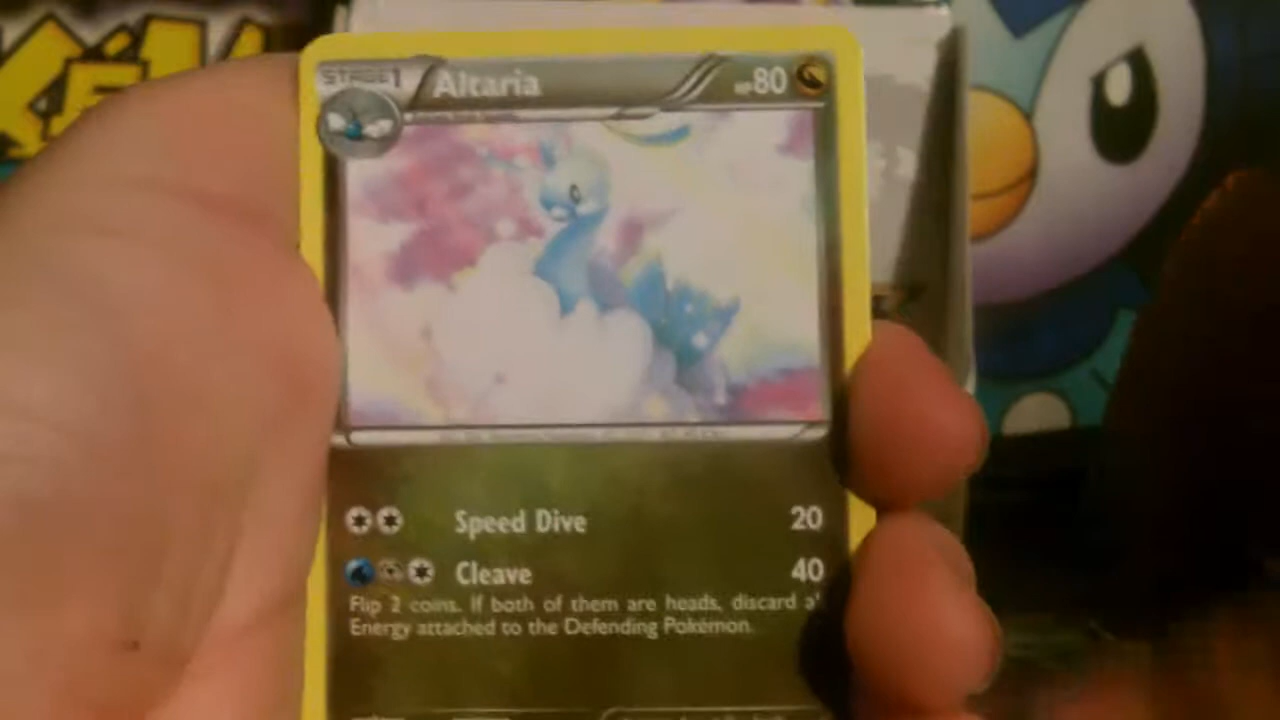 STAGE1 Altaria HP80
Speed Dive 20
Cleave 40
Flip 2 coins. If both of them are heads, discard a
Energy attached to the Defending Pokémon.